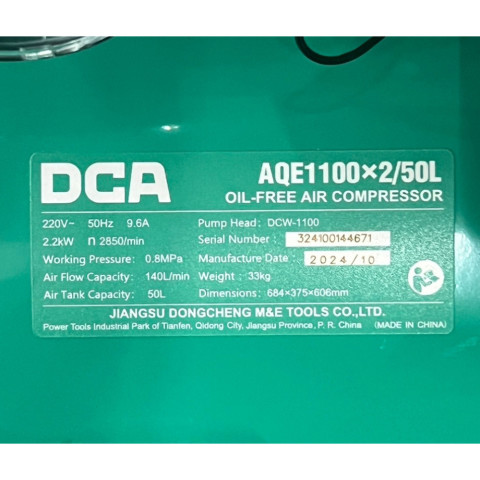 DCA
AQE1100×2/50L
OIL-FREE AIR COMPRESSOR
220V~ 50Hz 9.6A
Pump Head: DCW-1100
2.2kW n 2850/min
Serial Number : 324100144671
Working Pressure: 0.8MPa
Manufacture Date : 2024/10
Air Flow Capacity: 140L/min
Weight : 33kg
Air Tank Capacity: 50L
Dimensions : 684×375×606mm
JIANGSU DONGCHENG M&E TOOLS CO.,LTD.
Power Tools Industrial Park of Tianfen, Qidong City, Jiangsu Province, P. R. China (MADE IN CHINA)